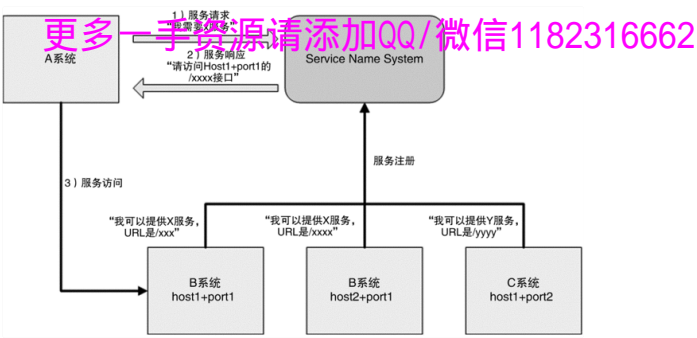 1）服务请求
“我需要x服务”
更多一手资源请添加QQ/微信1182316662
A系统
2）服务响应
“请访问Host1+port1的
/xxxx接口”
Service Name System
服务注册
3）服务访问
“我可以提供X服务，
URL是/xxx”
“我可以提供X服务，
URL是/xxxx”
“我可以提供Y服务，
URL是/yyyy”
B系统
host1+port1
B系统
host2+port1
C系统
host1+port2